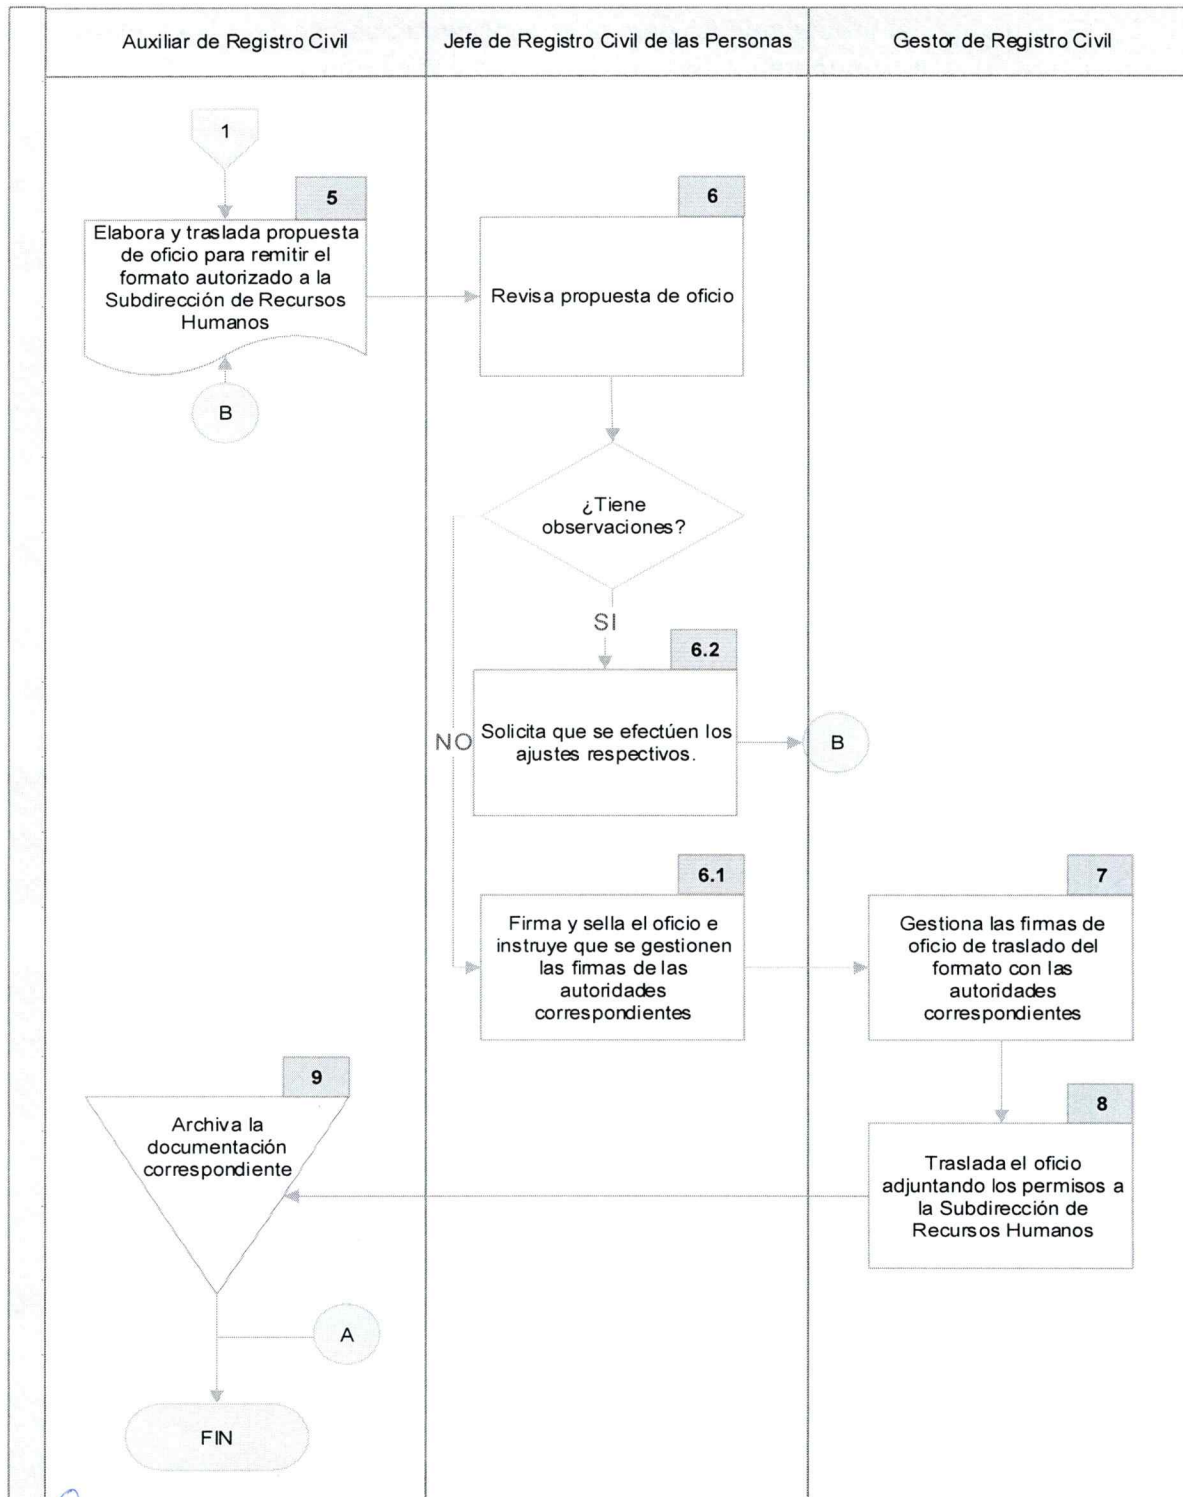 Auxiliar de Registro Civil
Jefe de Registro Civil de las Personas
Gestor de Registro Civil
1
5
Elabora y traslada propuesta
de oficio para remitir el
formato autorizado a la
Subdirección de Recursos
Humanos
B
6
Revisa propuesta de oficio
¿Tiene
observaciones?
SI
6.2
Solicita que se efectúen los
ajustes respectivos.
B
NO
6.1
Firma y sella el oficio e
instruye que se gestionen
las firmas de las
autoridades
correspondientes
7
Gestiona las firmas de
oficio de traslado del
formato con las
autoridades
correspondientes
8
Traslada el oficio
adjuntando los permisos a
la Subdirección de
Recursos Humanos
9
Archiva la
documentación
correspondiente
A
FIN